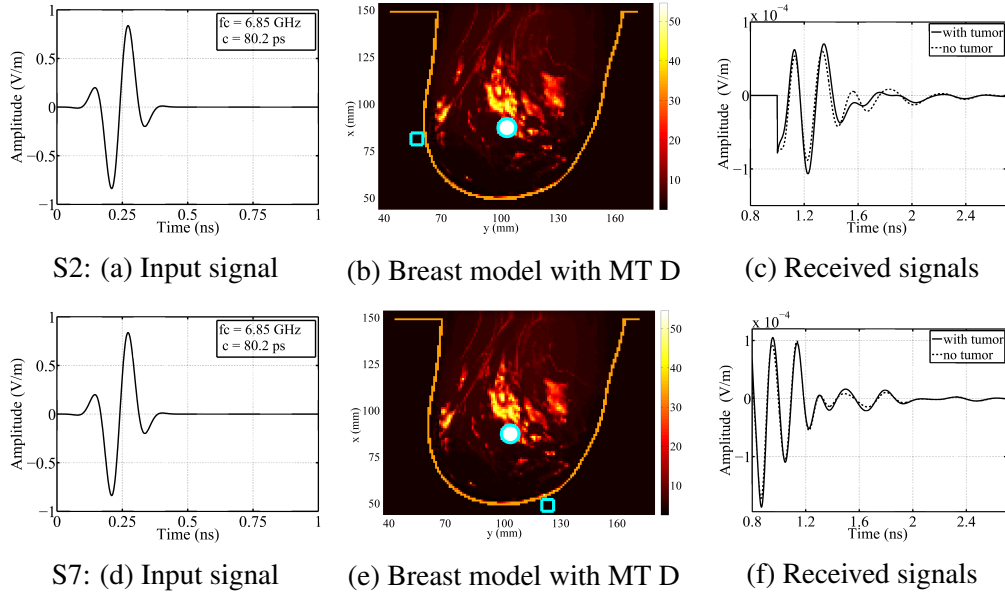 fc = 6.85 GHz
c = 80.2 ps
Amplitude (V/m)
1
0.5
0
−0.5
−1
0
0.25
0.5
0.75
1
Time (ns)
S2: (a) Input signal
x (mm)
150
125
100
75
50
40
70
100
130
160
y (mm)
50
40
30
20
10
(b) Breast model with MT D
x 10⁻⁴
with tumor
no tumor
Amplitude (V/m)
1
0
−1
0.8
1.2
1.6
2
2.4
Time (ns)
(c) Received signals
fc = 6.85 GHz
c = 80.2 ps
Amplitude (V/m)
1
0.5
0
−0.5
−1
0
0.25
0.5
0.75
1
Time (ns)
S7: (d) Input signal
x (mm)
150
125
100
75
50
40
70
100
130
160
y (mm)
50
40
30
20
10
(e) Breast model with MT D
x 10⁻⁴
with tumor
no tumor
Amplitude (V/m)
1
0
−1
0.8
1.2
1.6
2
2.4
Time (ns)
(f) Received signals